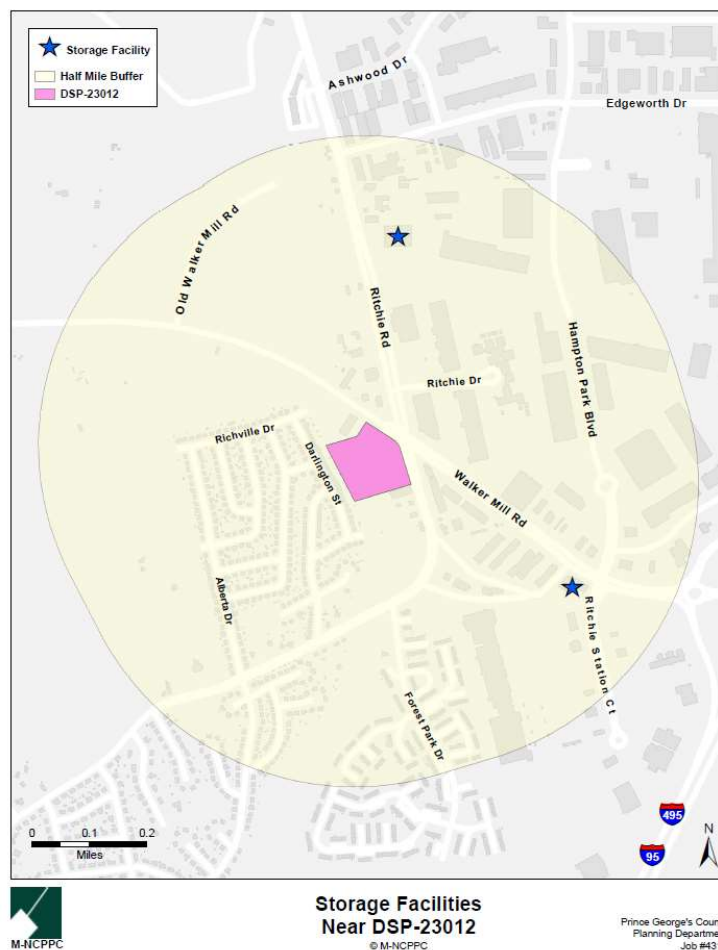 Storage Facility
Half Mile Buffer
DSP-23012
Ashwood Dr
Edgeworth Dr
Old Walker Mill Rd
Ritchie Rd
Hampton Park Blvd
Ritchie Dr
Richville Dr
Darlington St
Walker Mill Rd
Alberta Dr
Ritchie Station Ct
Forest Park Dr
0 0.1 0.2
Miles
495
95
N
M-NCPPC
Storage Facilities
Near DSP-23012
© M-NCPPC
Prince George's Coun
Planning Departme
Job #43